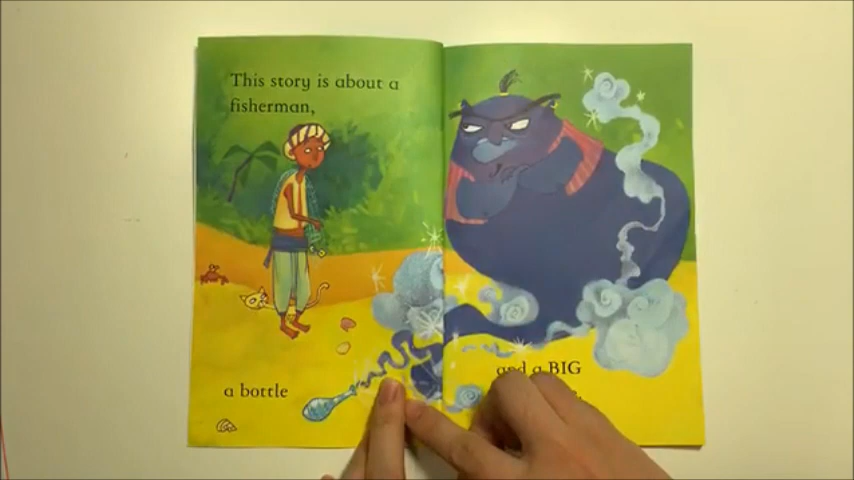 This story is about a
fisherman,
a bottle
and a BIG